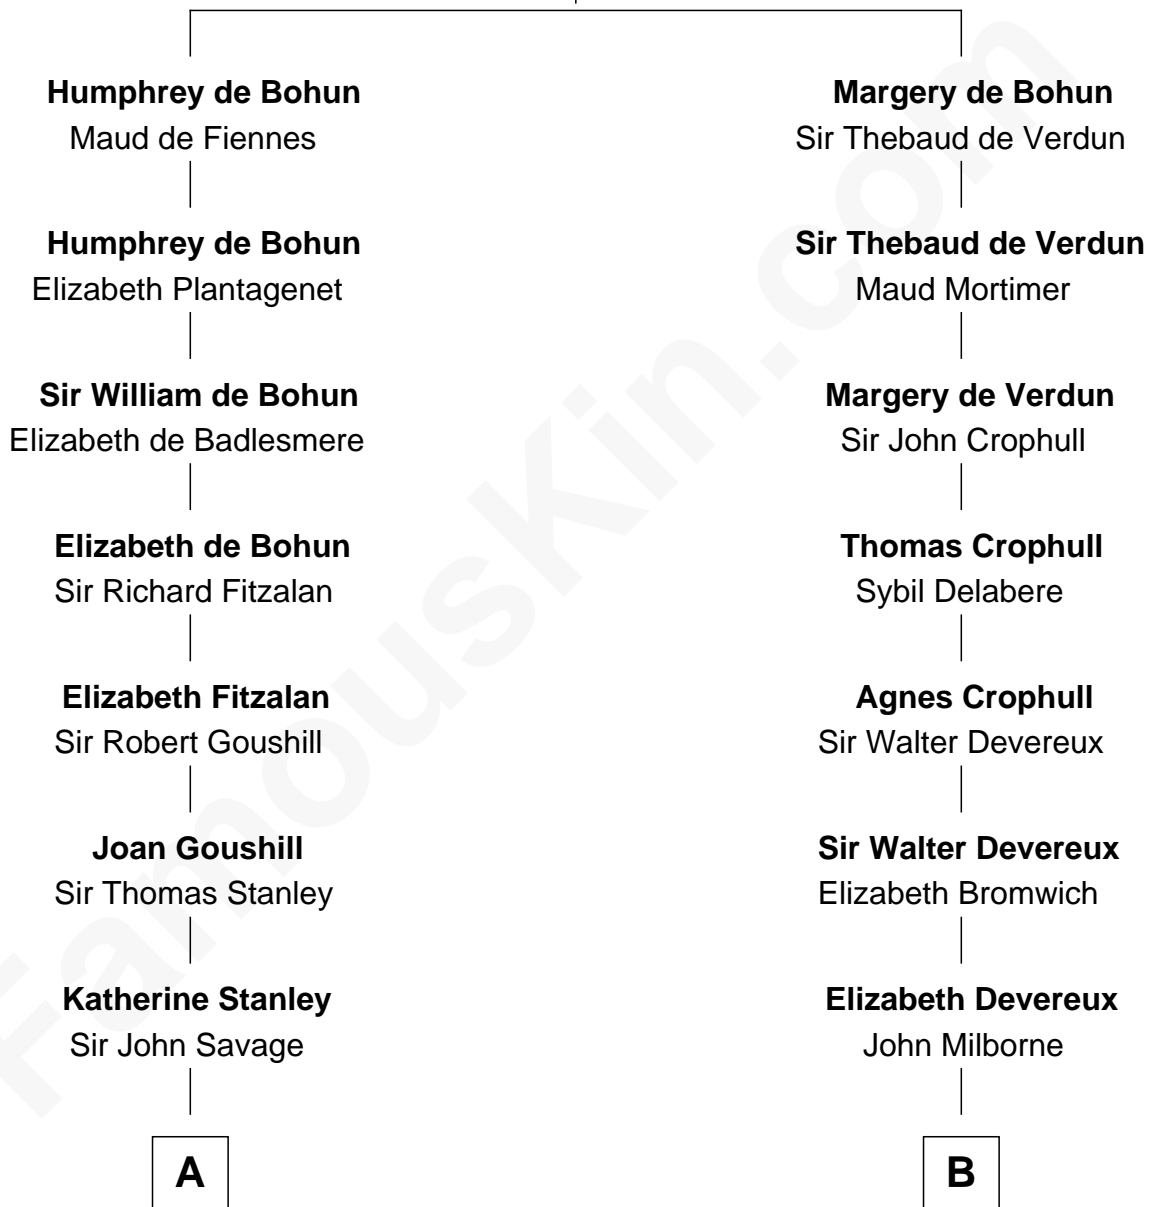 Humphrey de Bohun
Maud de Fiennes
Humphrey de Bohun
Elizabeth Plantagenet
Sir William de Bohun
Elizabeth de Badlesmere
Elizabeth de Bohun
Sir Richard Fitzalan
Elizabeth Fitzalan
Sir Robert Goushill
Joan Goushill
Sir Thomas Stanley
Katherine Stanley
Sir John Savage
A
Margery de Bohun
Sir Thebaud de Verdun
Sir Thebaud de Verdun
Maud Mortimer
Margery de Verdun
Sir John Crophull
Thomas Crophull
Sybil Delabere
Agnes Crophull
Sir Walter Devereux
Sir Walter Devereux
Elizabeth Bromwich
Elizabeth Devereux
John Milborne
B
FamousKin.com